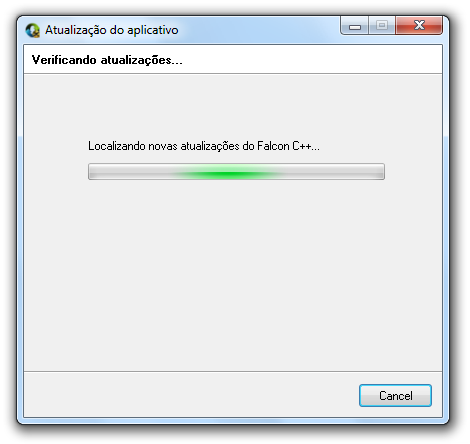 Atualização do aplicativo
Verificando atualizações...
Localizando novas atualizações do Falcon C++...
Cancel